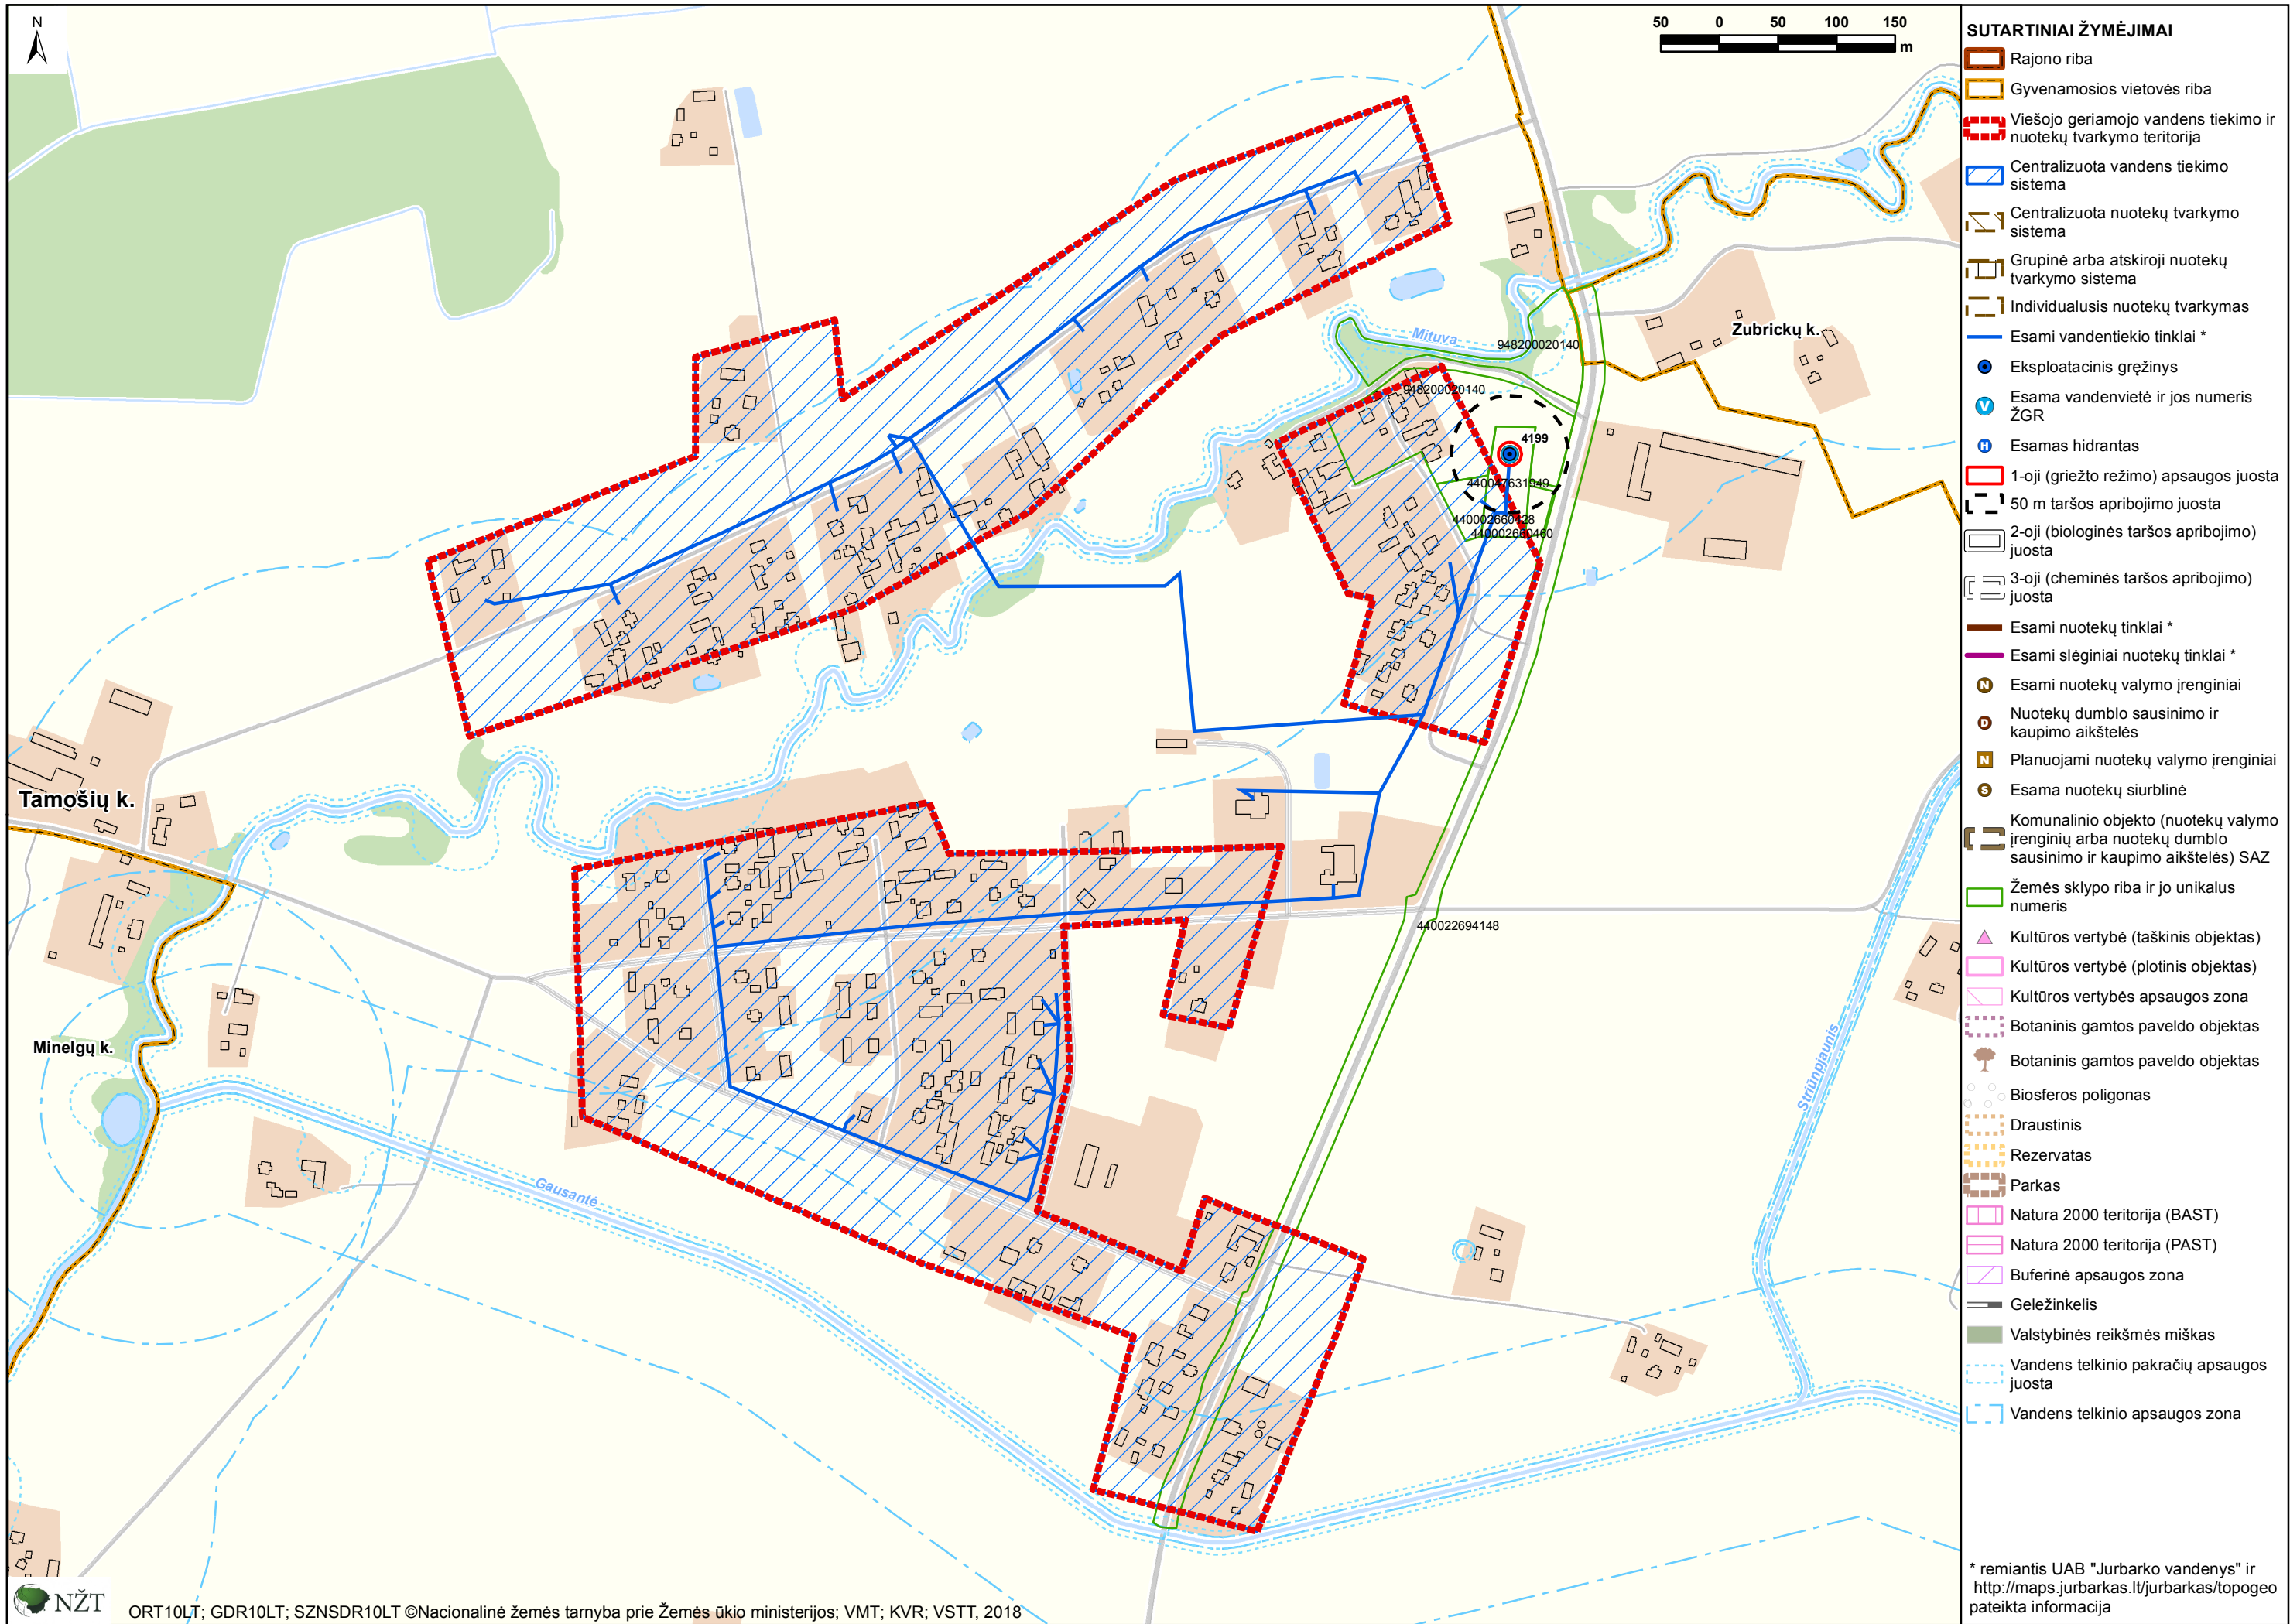 N
50 0 50 100 150
m
Mituva
948200020140
948200020140
Zubrickų k.
4199
440047631949
440002660428
440002660460
Tamošių k.
440022694148
Minelgų k.
Gausantė
Striūnpjaunis
NŽT
ORT10LT; GDR10LT; SZNSDR10LT ©Nacionalinė žemės tarnyba prie Žemės ūkio ministerijos; VMT; KVR; VSTT, 2018
SUTARTINIAI ŽYMĖJIMAI
Rajono riba
Gyvenamosios vietovės riba
Viešojo geriamojo vandens tiekimo ir
nuotekų tvarkymo teritorija
Centralizuota vandens tiekimo
sistema
Centralizuota nuotekų tvarkymo
sistema
Grupinė arba atskiroji nuotekų
tvarkymo sistema
Individualusis nuotekų tvarkymas
Esami vandentiekio tinklai *
Eksploatacinis gręžinys
V Esama vandenvietė ir jos numeris
ŽGR
H Esamas hidrantas
1-oji (griežto režimo) apsaugos juosta
50 m taršos apribojimo juosta
2-oji (biologinės taršos apribojimo)
juosta
3-oji (cheminės taršos apribojimo)
juosta
Esami nuotekų tinklai *
Esami slėginiai nuotekų tinklai *
N Esami nuotekų valymo įrenginiai
D Nuotekų dumblo sausinimo ir
kaupimo aikštelės
N Planuojami nuotekų valymo įrenginiai
S Esama nuotekų siurblinė
Komunalinio objekto (nuotekų valymo
įrenginių arba nuotekų dumblo
sausinimo ir kaupimo aikštelės) SAZ
Žemės sklypo riba ir jo unikalus
numeris
Kultūros vertybė (taškinis objektas)
Kultūros vertybė (plotinis objektas)
Kultūros vertybės apsaugos zona
Botaninis gamtos paveldo objektas
Botaninis gamtos paveldo objektas
Biosferos poligonas
Draustinis
Rezervatas
Parkas
Natura 2000 teritorija (BAST)
Natura 2000 teritorija (PAST)
Buferinė apsaugos zona
Geležinkelis
Valstybinės reikšmės miškas
Vandens telkinio pakračių apsaugos
juosta
Vandens telkinio apsaugos zona
* remiantis UAB "Jurbarko vandenys" ir
http://maps.jurbarkas.lt/jurbarkas/topogeo
pateikta informacija